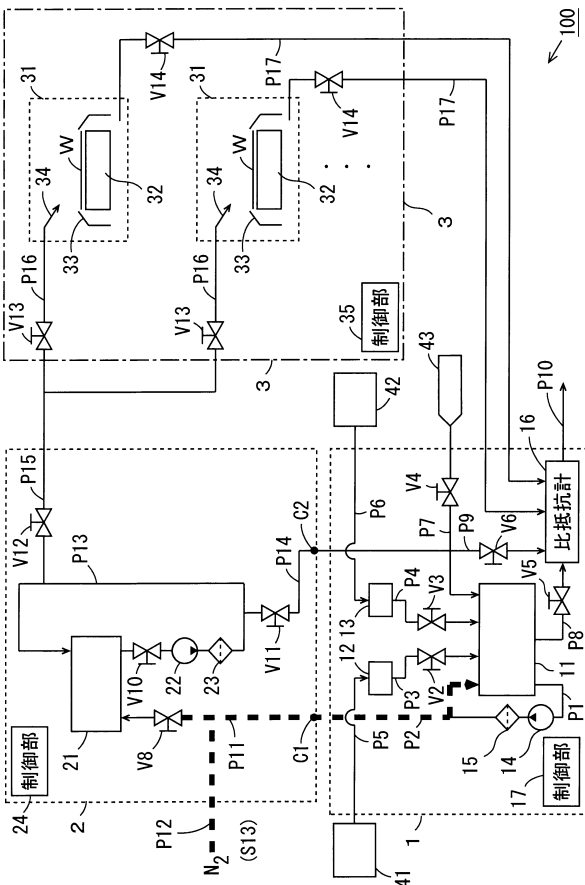 100
31
V14
P17
34
W
32
33
P16
V13
31
V14
P17
34
W
32
33
P16
V13
3
制御部
35
3
P15
V12
P13
42
43
V4
P7
P6
C2
P14
P9
V6
16
P10
比抵抗計
V5
P8
21
V10
22
23
V11
V8
P11
制御部
24
2
P12
N2
(S13)
C1
13
P4
V3
12
P3
V2
P5
P2
11
P1
15
14
制御部
17
1
41